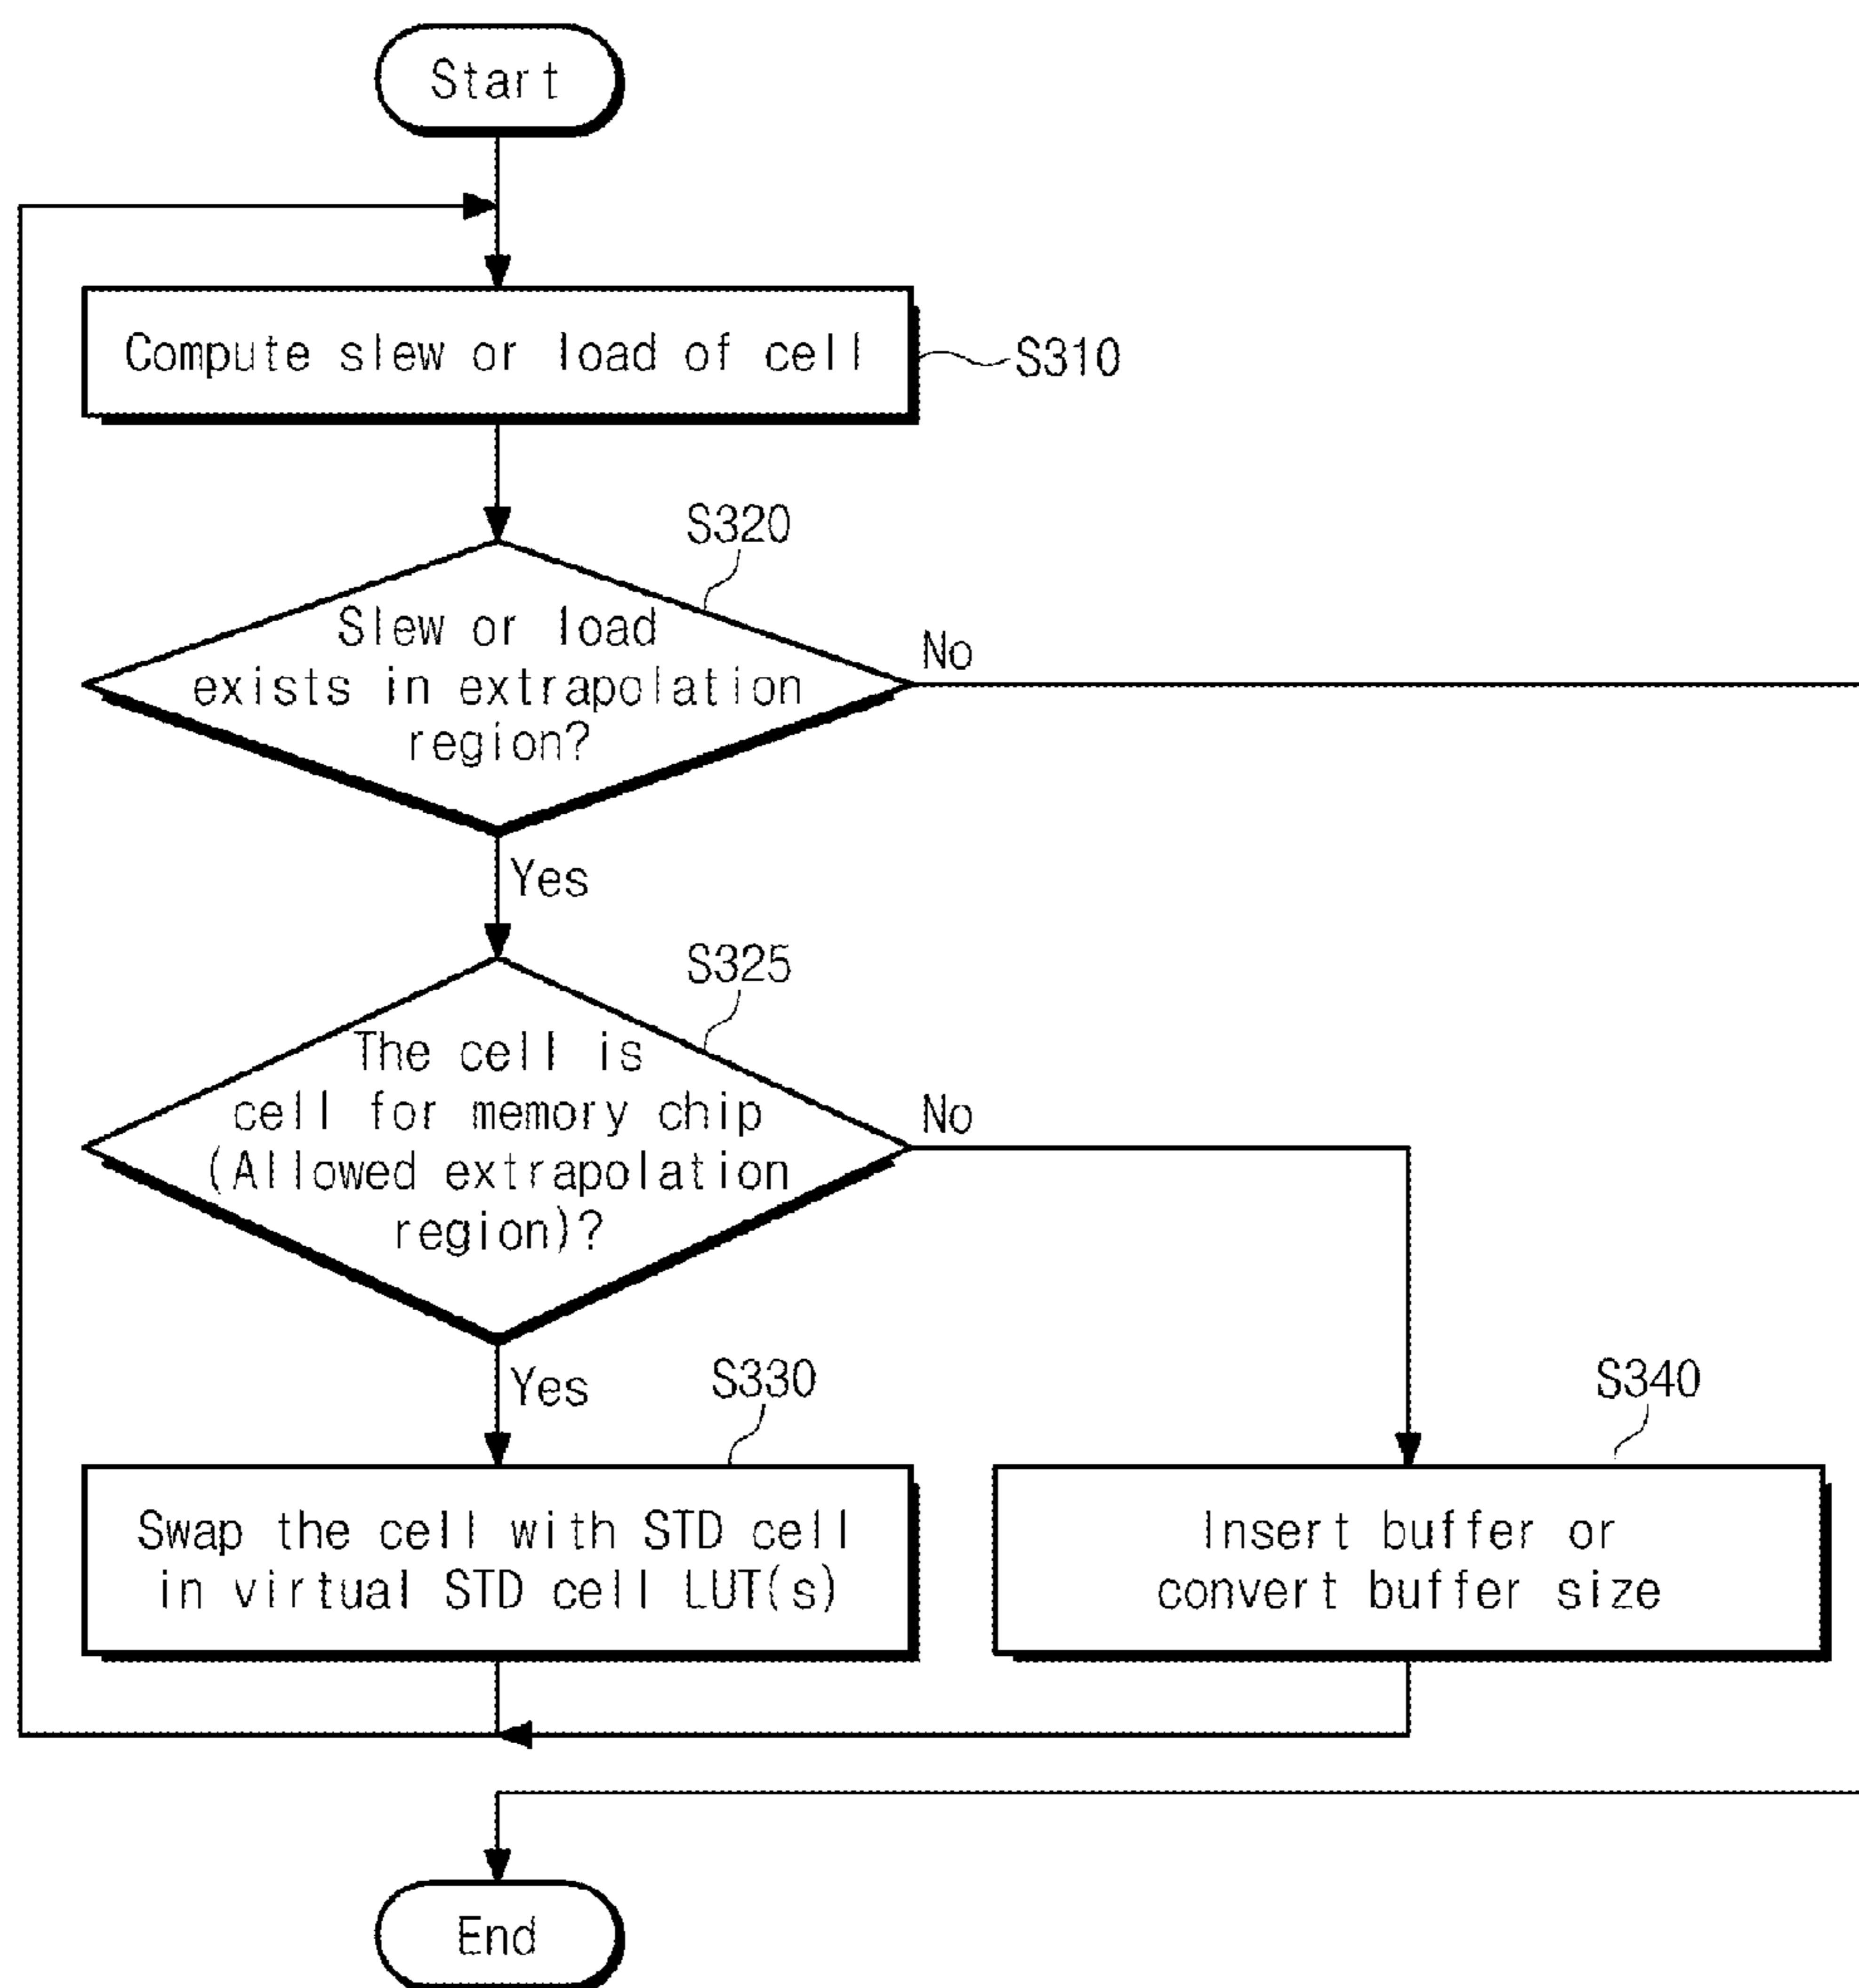 Start
Compute slew or load of cell
S310
S320
Slew or load
exists in extrapolation
region?
No
Yes
S325
The cell is
cell for memory chip
(Allowed extrapolation
region)?
No
Yes
S330
S340
Swap the cell with STD cell
in virtual STD cell LUT(s)
Insert buffer or
convert buffer size
End